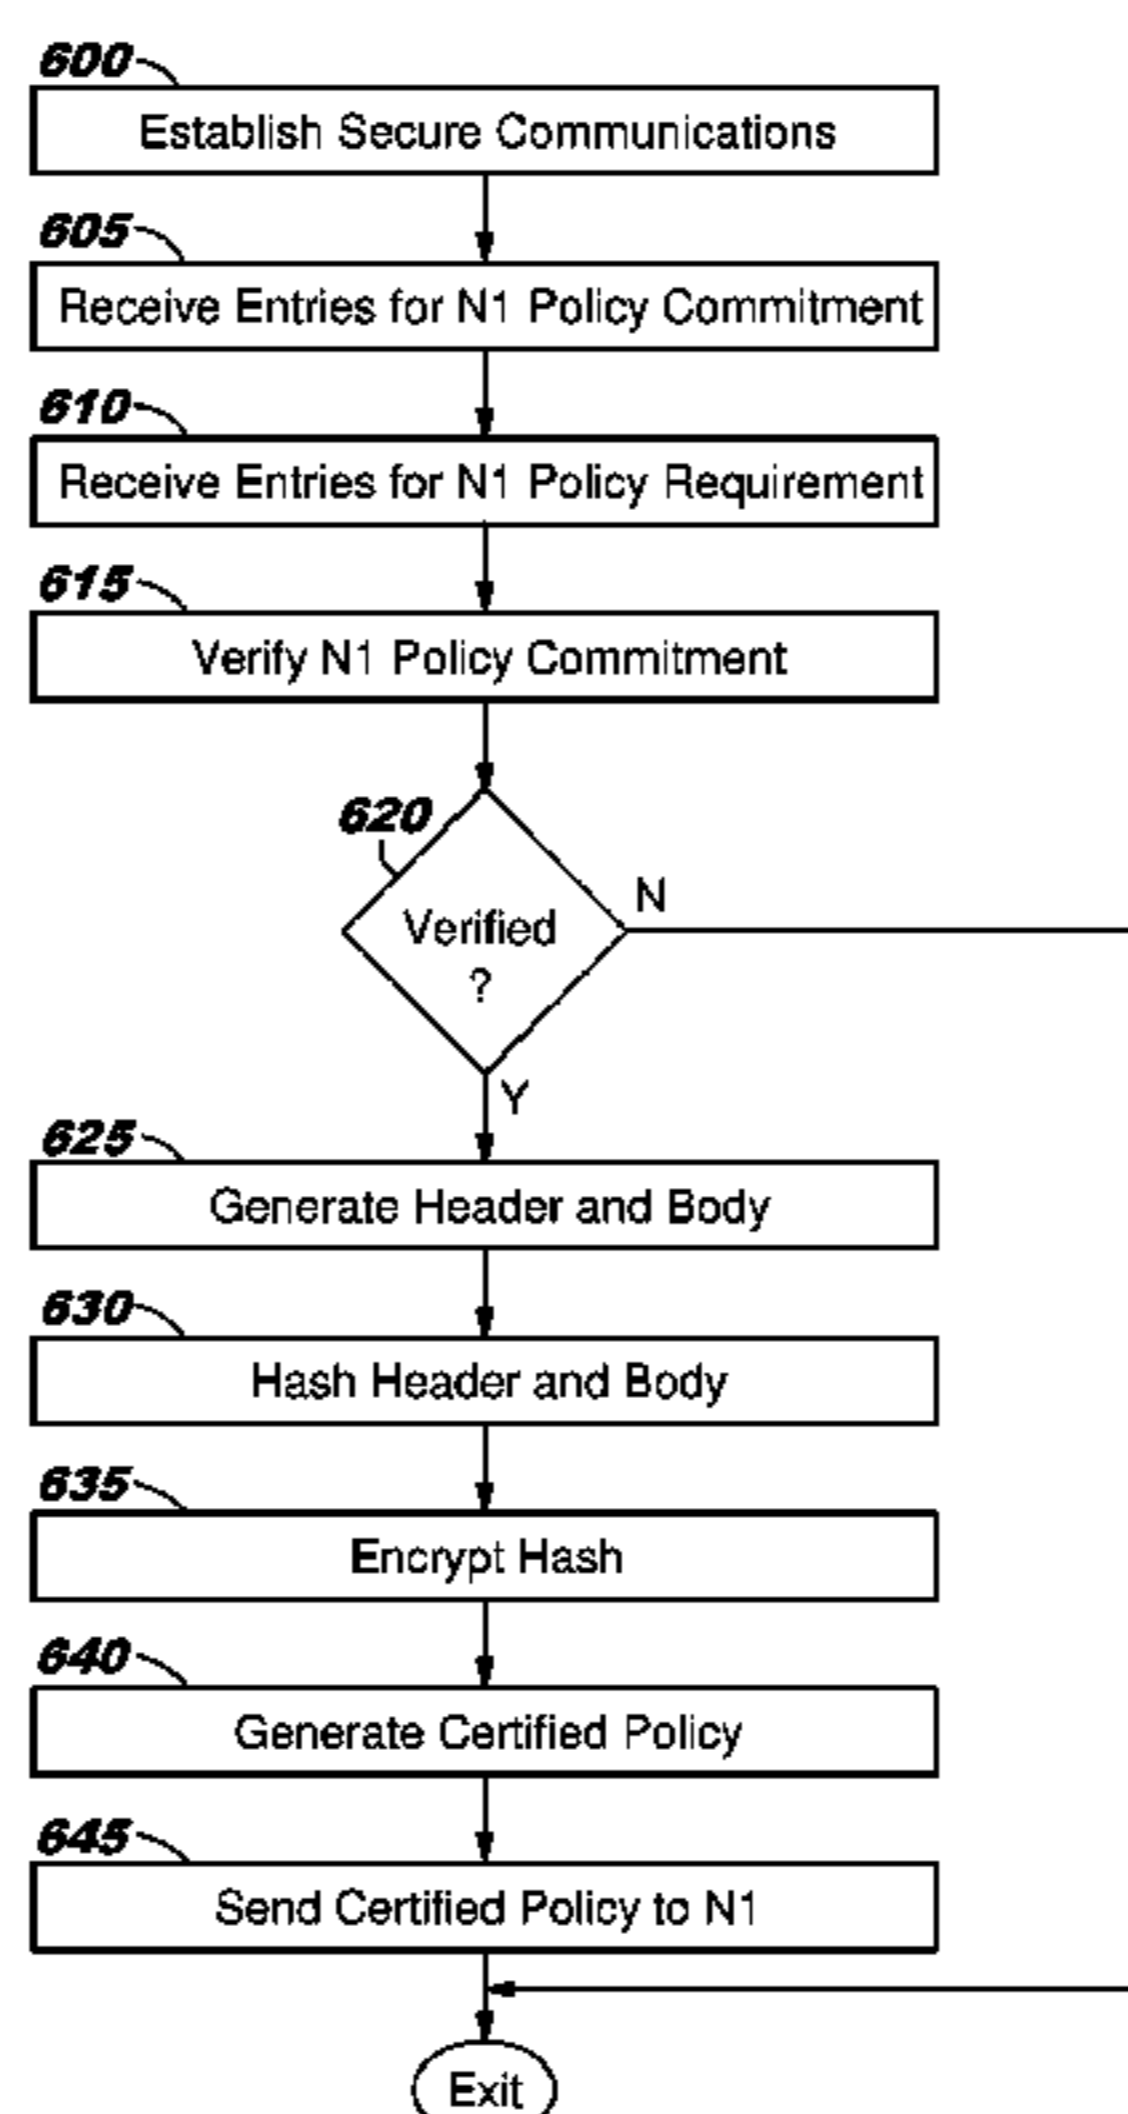 600
Establish Secure Communications
605
Receive Entries for N1 Policy Commitment
610
Receive Entries for N1 Policy Requirement
615
Verify N1 Policy Commitment
620
Verified
?
N
Y
625
Generate Header and Body
630
Hash Header and Body
635
Encrypt Hash
640
Generate Certified Policy
645
Send Certified Policy to N1
Exit